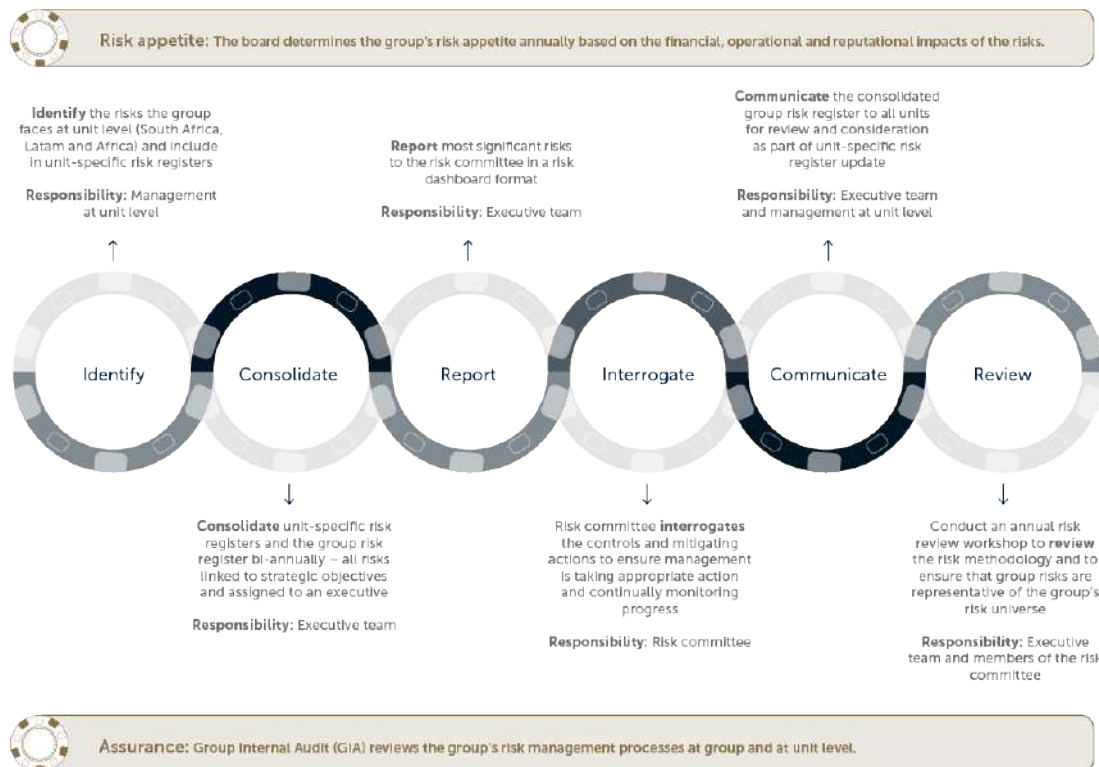 Risk appetite: The board determines the group's risk appetite annually based on the financial, operational and reputational impacts of the risks.
Identify the risks the group
faces at unit level (South Africa,
Latam and Africa) and include
in unit-specific risk registers
Responsibility: Management
at unit level
Report most significant risks
to the risk committee in a risk
dashboard format
Responsibility: Executive team
Communicate the consolidated
group risk register to all units
for review and consideration
as part of unit-specific risk
register update
Responsibility: Executive team
and management at unit level
Identify
Consolidate
Report
Interrogate
Communicate
Review
Consolidate unit-specific risk
registers and the group risk
register bi-annually – all risks
linked to strategic objectives
and assigned to an executive
Responsibility: Executive team
Risk committee interrogates
the controls and mitigating
actions to ensure management
is taking appropriate action
and continually monitoring
progress
Responsibility: Risk committee
Conduct an annual risk
review workshop to review
the risk methodology and to
ensure that group risks are
representative of the group's
risk universe
Responsibility: Executive
team and members of the risk
committee
Assurance: Group Internal Audit (GIA) reviews the group's risk management processes at group and at unit level.